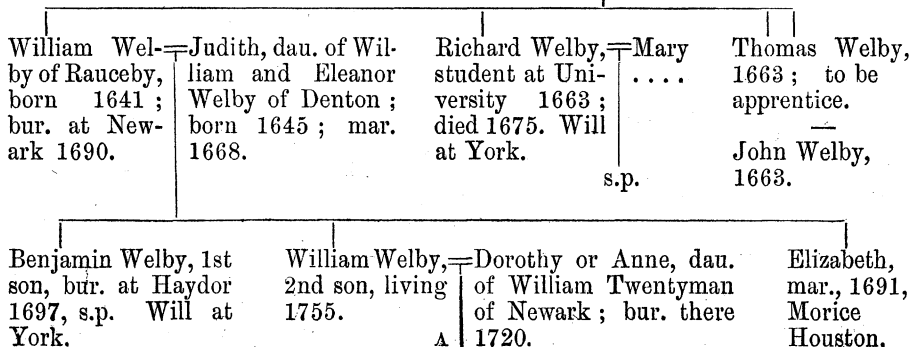 William Wel-
by of Rauceby,
born 1641 ;
bur. at New-
ark 1690.
Judith, dau. of Wil-
liam and Eleanor
Welby of Denton ;
born 1645 ; mar.
1668.
Richard Welby,
student at Uni-
versity 1663 ;
died 1675. Will
at York.
Mary
. . . .
s.p.
Thomas Welby,
1663 ; to be
apprentice.
—
John Welby,
1663.
Benjamin Welby, 1st
son, bur. at Haydor
1697, s.p. Will at
York.
William Welby,
2nd son, living
1755.
A
Dorothy or Anne, dau.
of William Twentyman
of Newark ; bur. there
1720.
Elizabeth,
mar., 1691,
Morice
Houston.